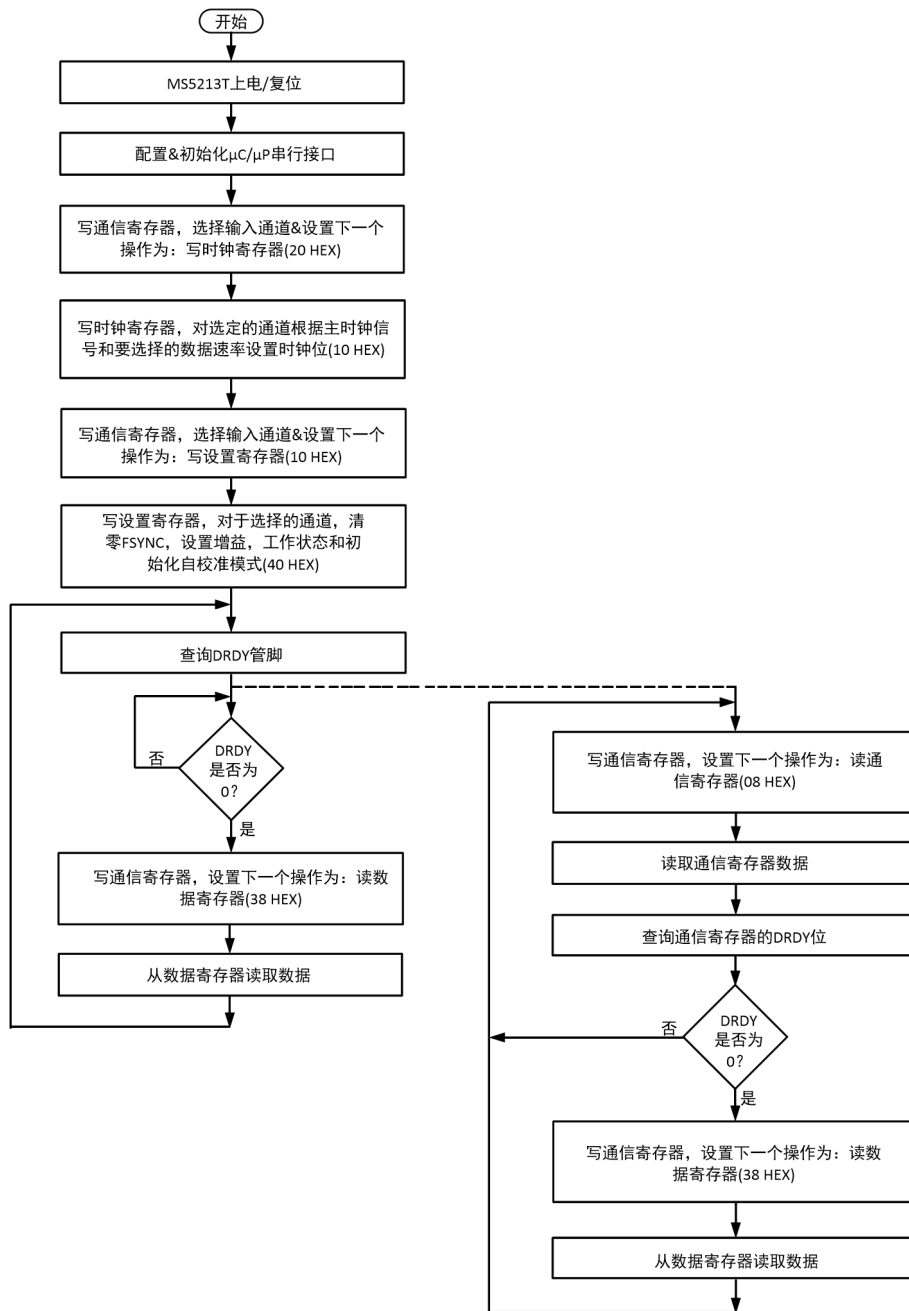 开始
MS5213T上电/复位
配置&初始化μC/μP串行接口
写通信寄存器，选择输入通道&设置下一个
操作为：写时钟寄存器(20 HEX)
写时钟寄存器，对选定的通道根据主时钟信
号和要选择的数据速率设置时钟位(10 HEX)
写通信寄存器，选择输入通道&设置下一个
操作为：写设置寄存器(10 HEX)
写设置寄存器，对于选择的通道，清
零FSYNC，设置增益，工作状态和初
始化自校准模式(40 HEX)
查询DRDY管脚
DRDY
是否为
0?
否
是
写通信寄存器，设置下一个操作为：读数
据寄存器(38 HEX)
从数据寄存器读取数据
写通信寄存器，设置下一个操作为：读通
信寄存器(08 HEX)
读取通信寄存器数据
查询通信寄存器的DRDY位
DRDY
是否为
0?
否
是
写通信寄存器，设置下一个操作为：读数
据寄存器(38 HEX)
从数据寄存器读取数据